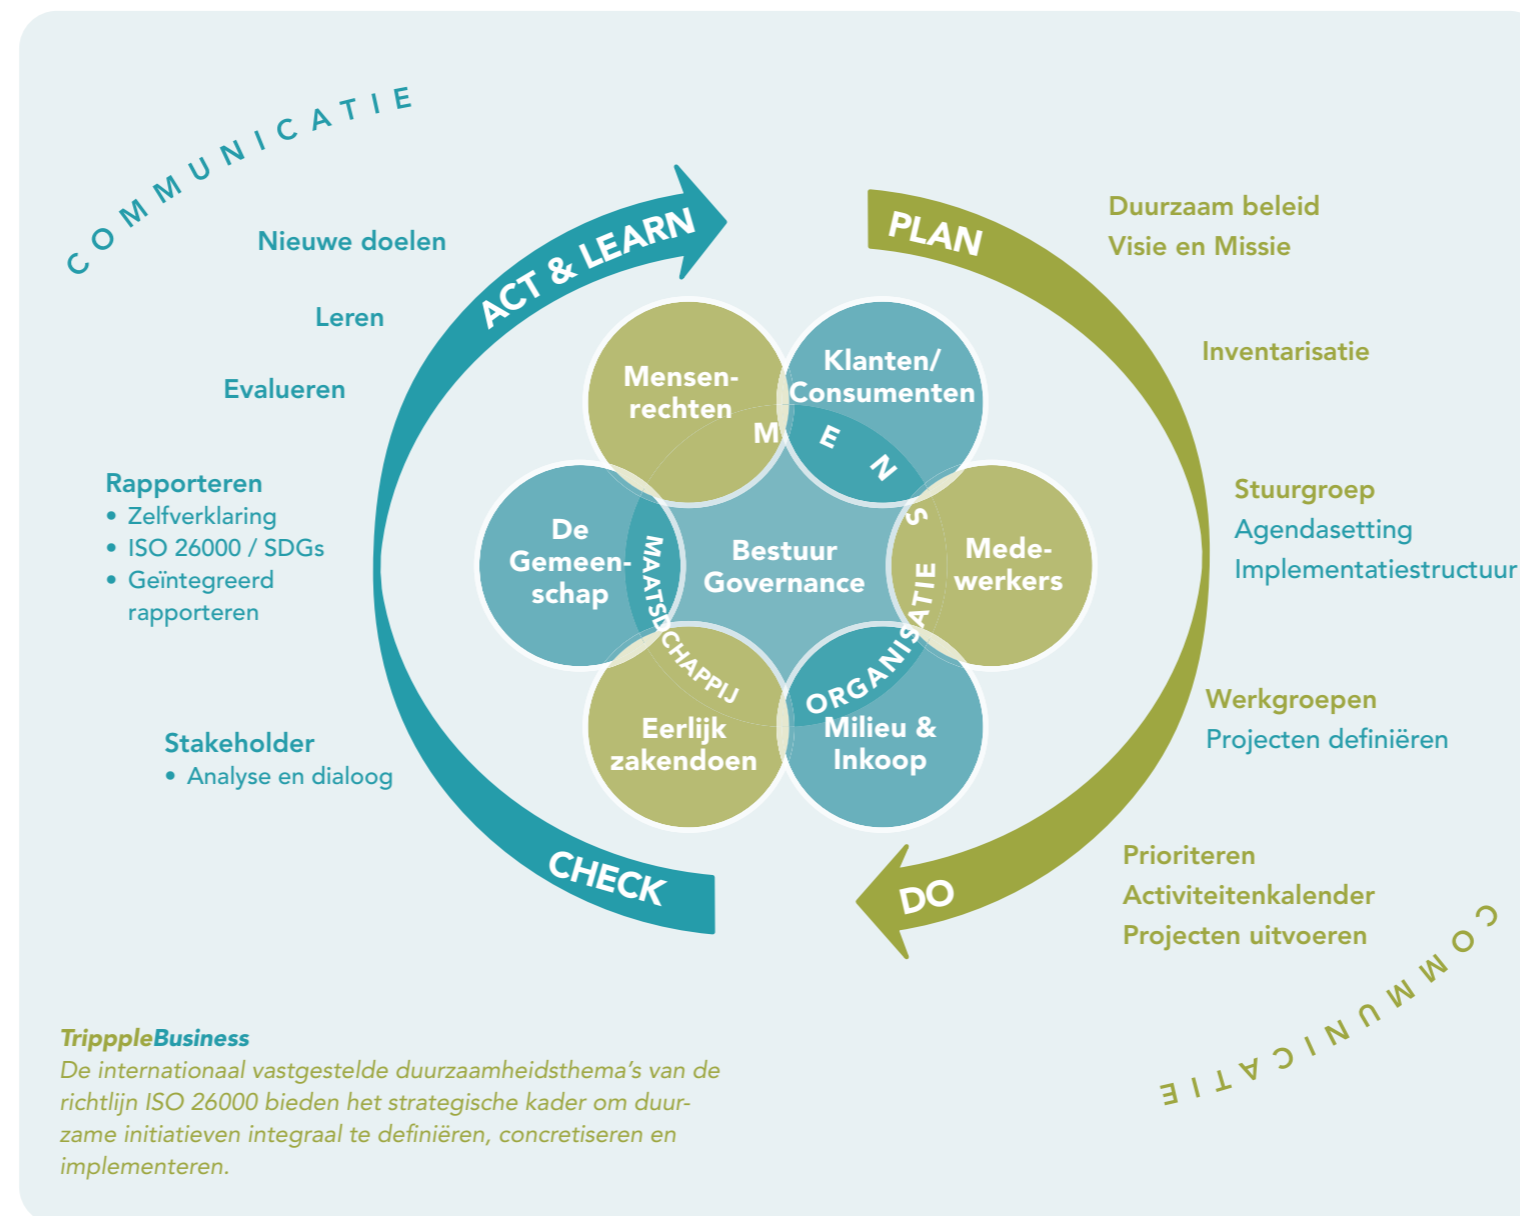 COMMUNICATIE
Nieuwe doelen
Leren
Evalueren
Rapporteren
• Zelfverklaring
• ISO 26000 / SDGs
• Geïntegreerd
rapporteren
Stakeholder
• Analyse en dialoog
ACT & LEARN
CHECK
PLAN
DO
Mensen-
rechten
Klanten/
Consumenten
De
Gemeen-
schap
Bestuur
Governance
Mede-
werkers
Eerlijk
zakendoen
Milieu &
Inkoop
MENS
ORGANISATIE
MAATSDCHAPPIJ
Duurzaam beleid
Visie en Missie
Inventarisatie
Stuurgroep
Agendasetting
Implementatiestructuur
Werkgroepen
Projecten definiëren
Prioriteren
Activiteitenkalender
Projecten uitvoeren
COMMUNICATIE
TripppleBusiness
De internationaal vastgestelde duurzaamheidsthema's van de
richtlijn ISO 26000 bieden het strategische kader om duur-
zame initiatieven integraal te definiëren, concretiseren en
implementeren.